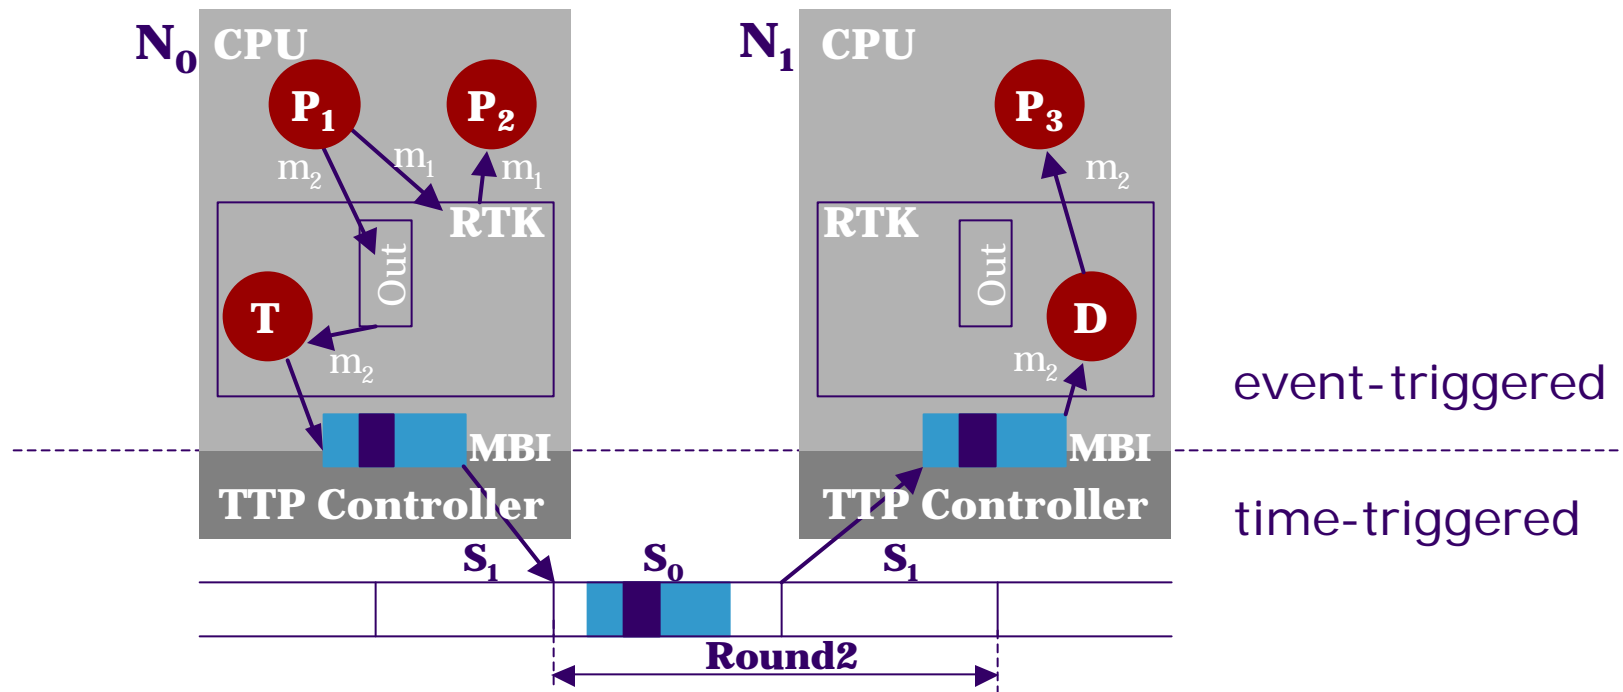 N₀ CPU
N₁ CPU
P₁
P₂
P₃
m₂
m₁
m₁
m₂
RTK
RTK
Out
Out
T
D
m₂
m₂
event-triggered
MBI
MBI
TTP Controller
TTP Controller
time-triggered
S₁
S₀
S₁
Round2